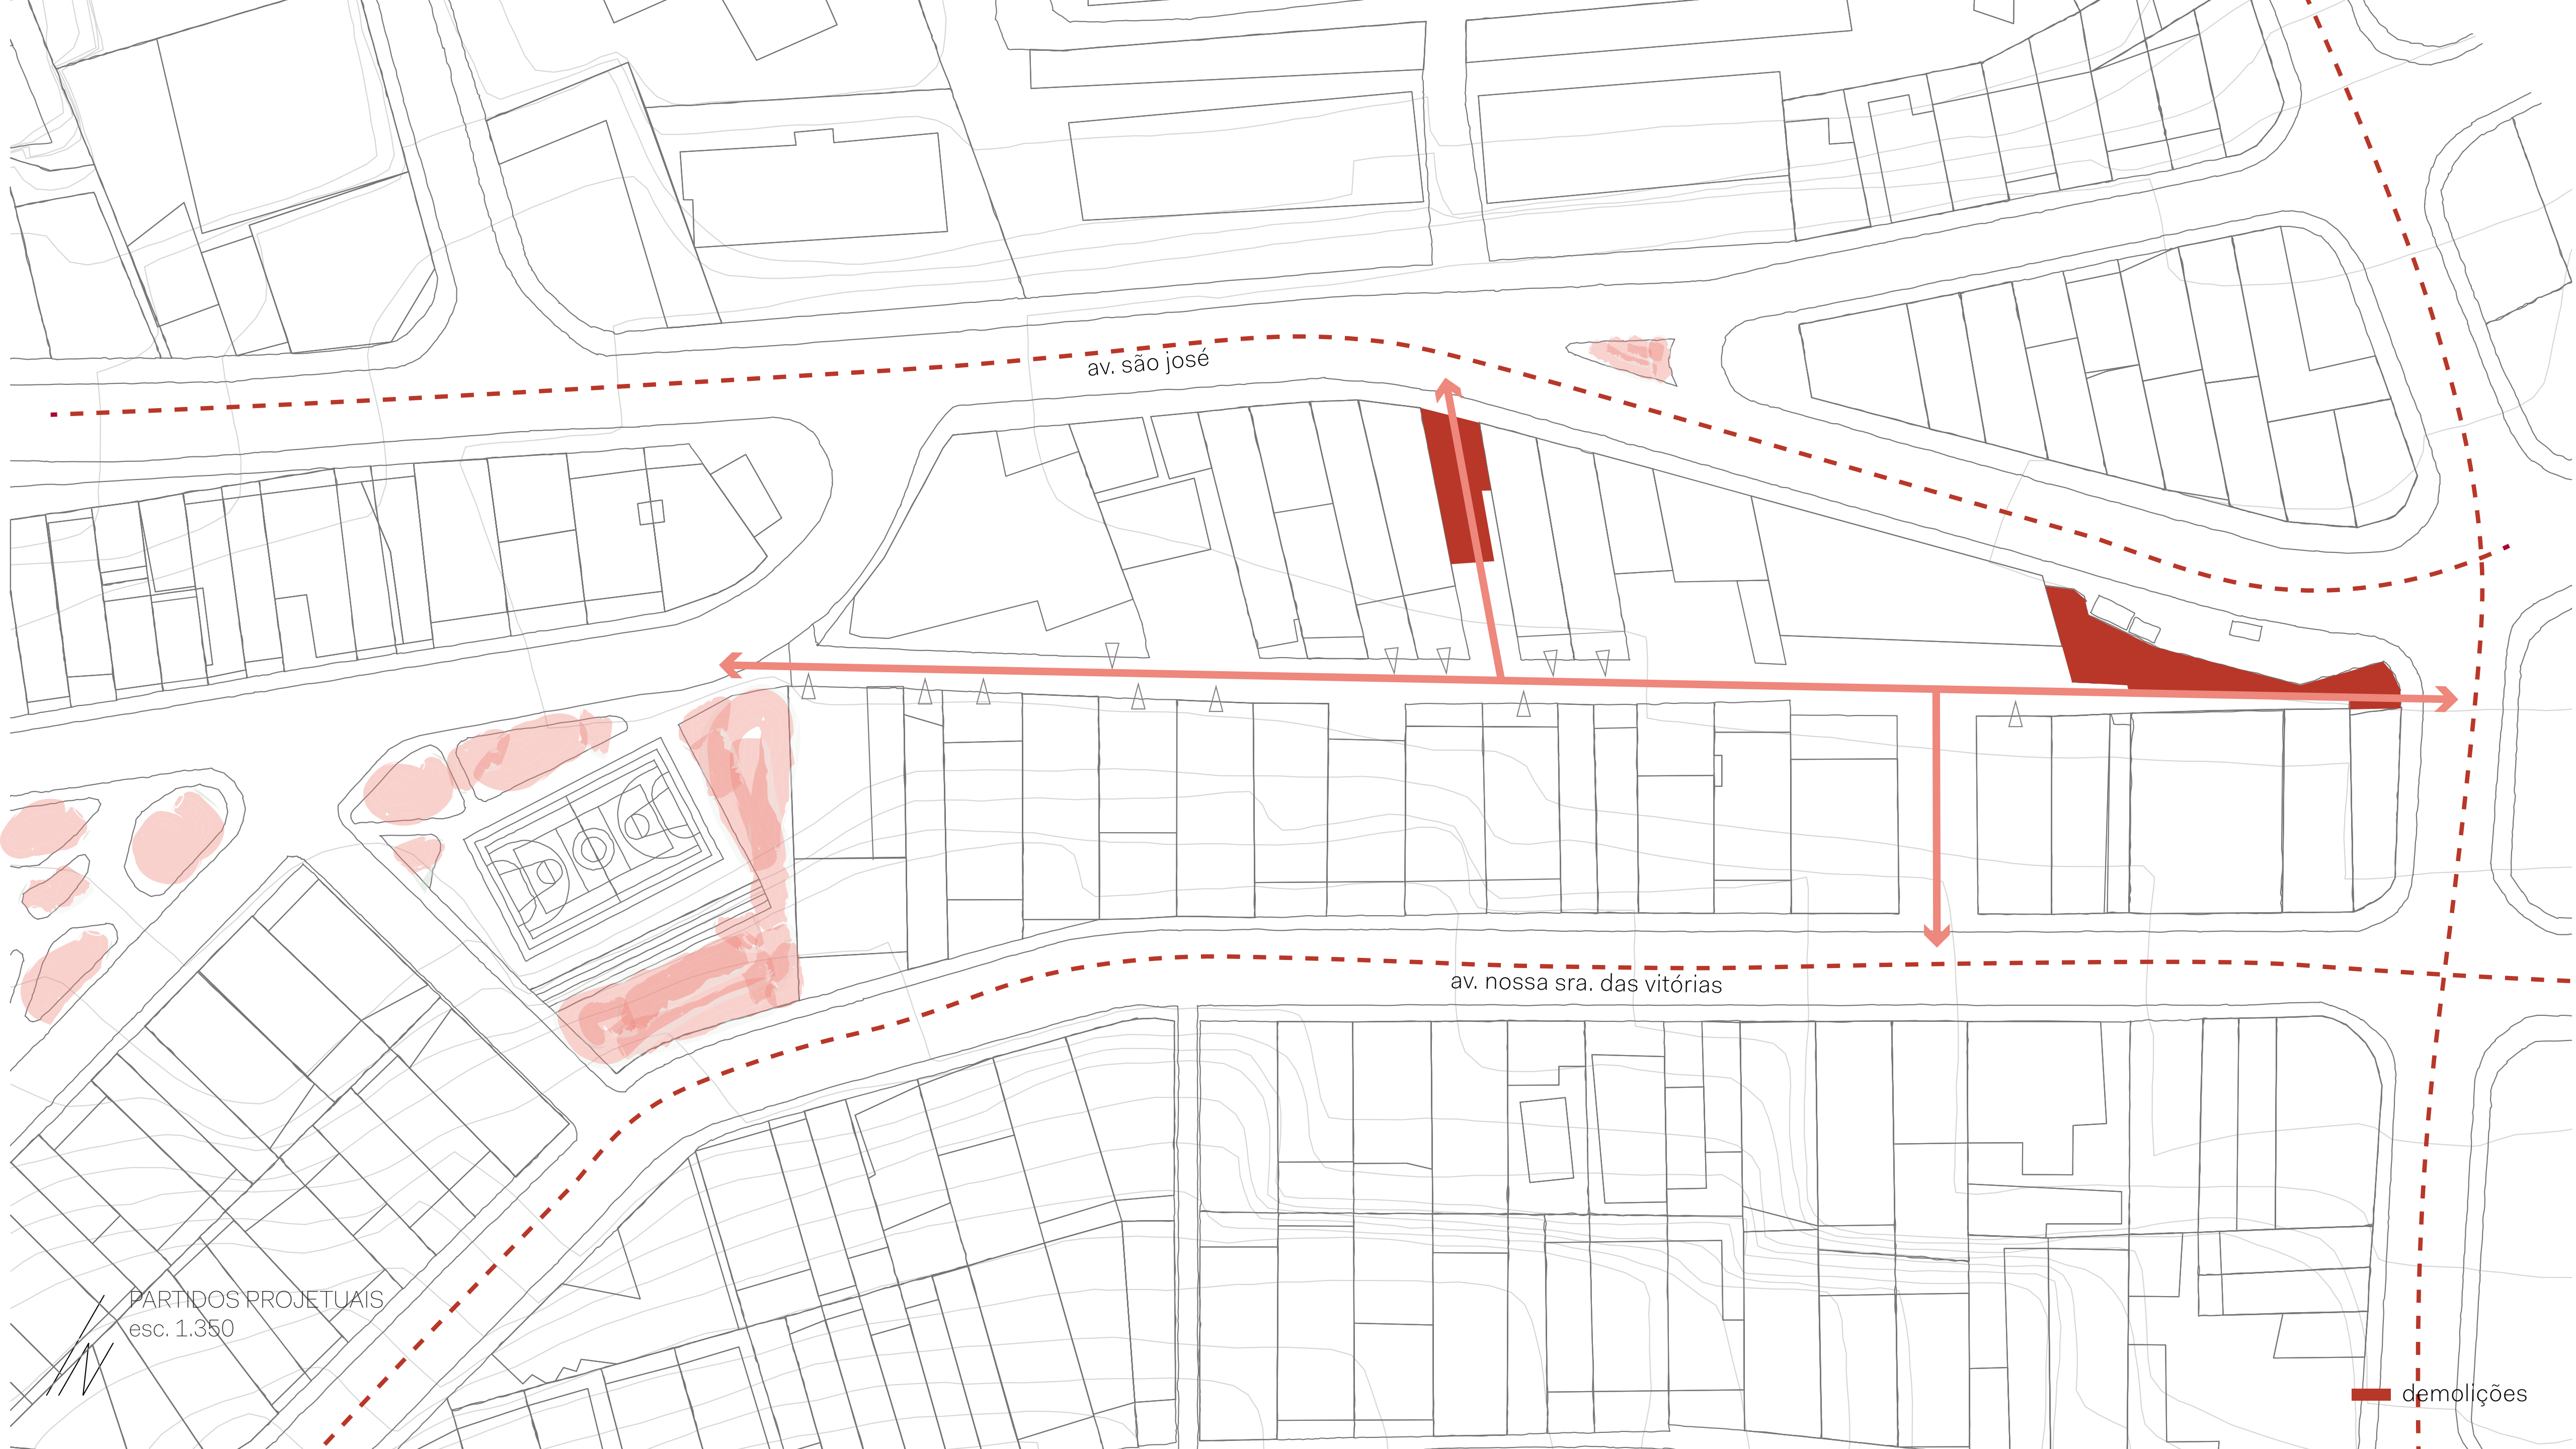 av. são josé
av. nossa sra. das vitórias
PARTIDOS PROJETUAIS
esc. 1.350
demolições